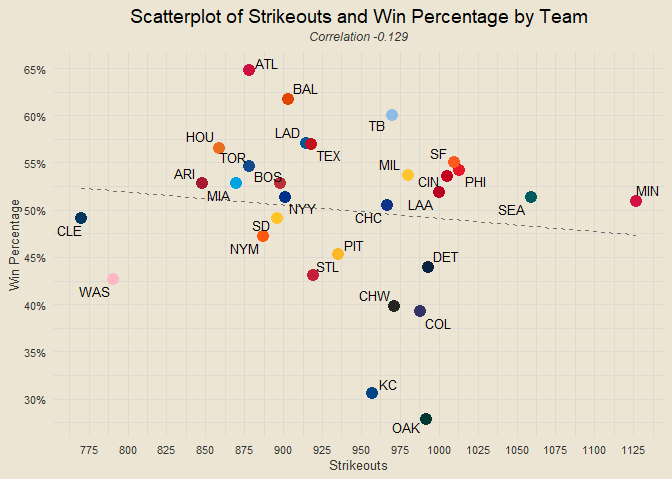 Scatterplot of Strikeouts and Win Percentage by Team
Correlation -0.129
Win Percentage
65%
60%
55%
50%
45%
40%
35%
30%
ATL
BAL
TB
HOU
LAD
TOR
TEX
ARI
BOS
MIA
MIL
SF
CIN
PHI
LAA
MIN
SEA
NYY
CHC
CLE
SD
NYM
PIT
DET
STL
WAS
CHW
COL
KC
OAK
775 800 825 850 875 900 925 950 975 1000 1025 1050 1075 1100 1125
Strikeouts